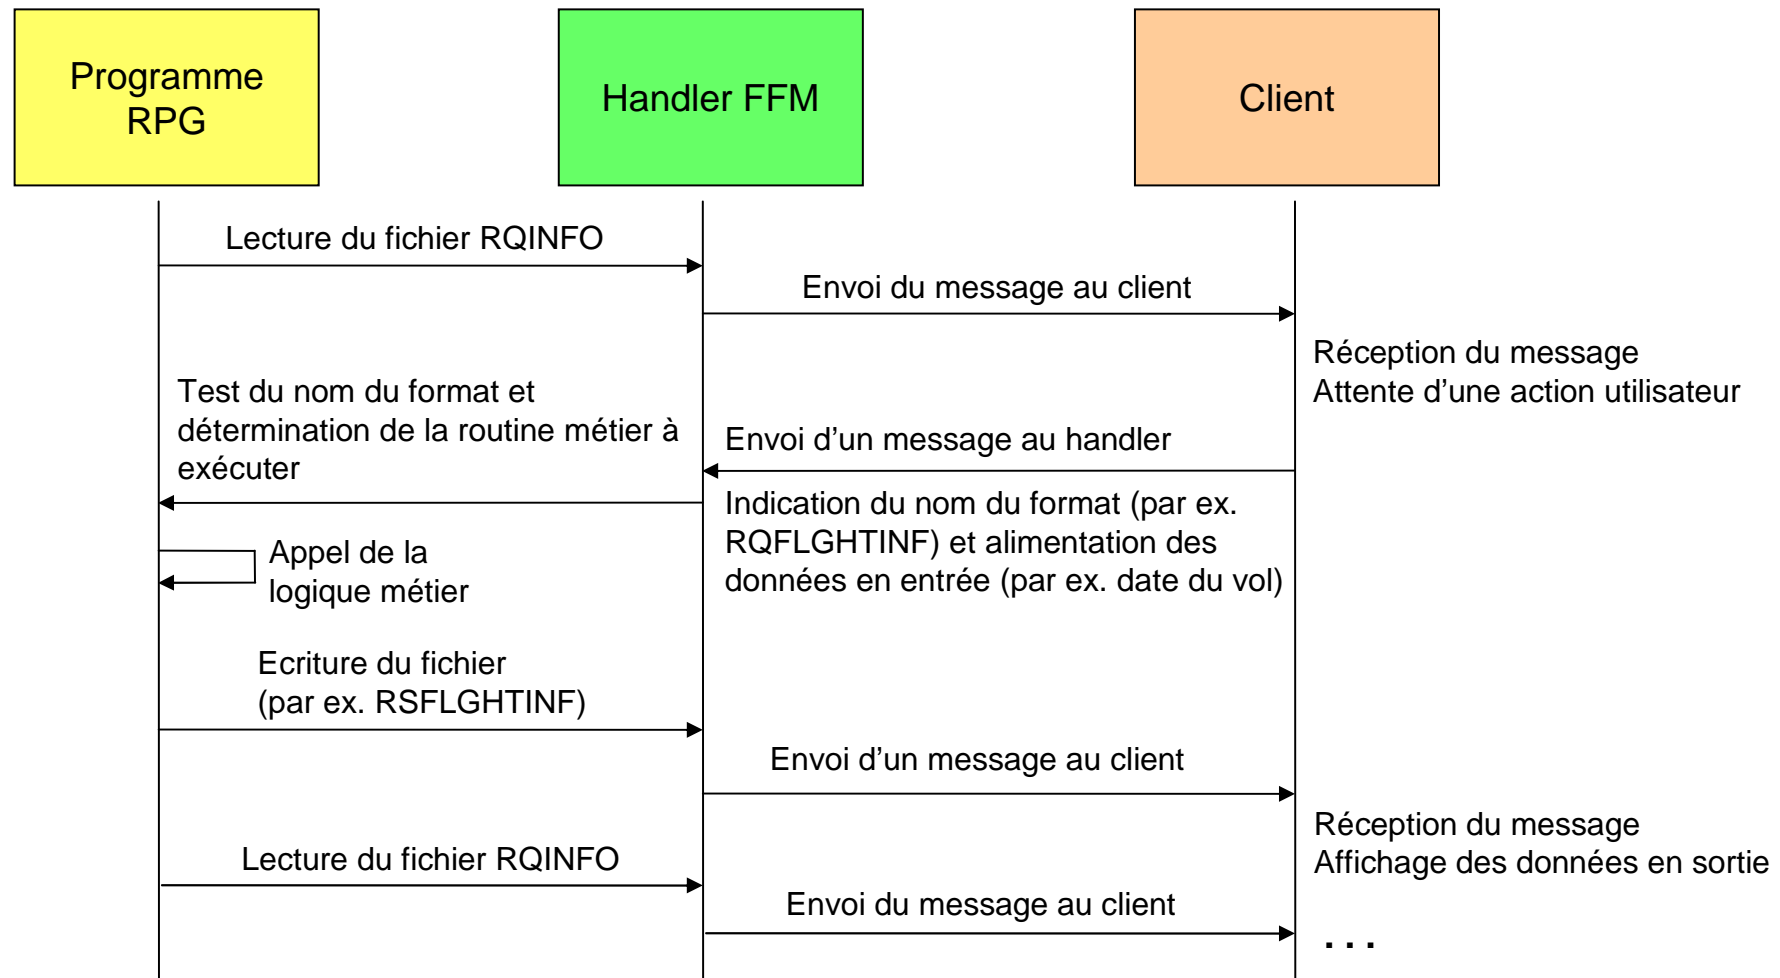 Programme
RPG
Handler FFM
Client
Lecture du fichier RQINFO
Envoi du message au client
Réception du message
Attente d'une action utilisateur
Test du nom du format et
détermination de la routine métier à
exécuter
Envoi d'un message au handler
Indication du nom du format (par ex.
RQFLGHTINF) et alimentation des
données en entrée (par ex. date du vol)
Appel de la
logique métier
Ecriture du fichier
(par ex. RSFLGHTINF)
Envoi d'un message au client
Réception du message
Affichage des données en sortie
Lecture du fichier RQINFO
Envoi du message au client
. . .